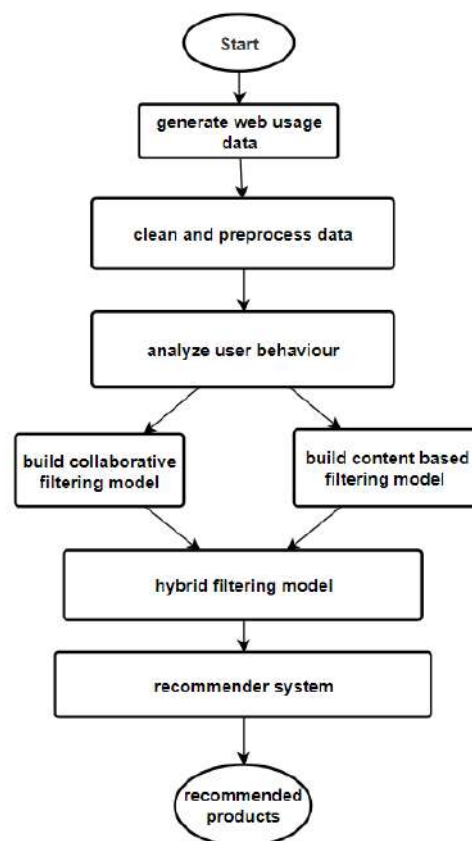 Start
generate web usage
data
clean and preprocess data
analyze user behaviour
build collaborative
filtering model
build content based
filtering model
hybrid filtering model
recommender system
recommended
products